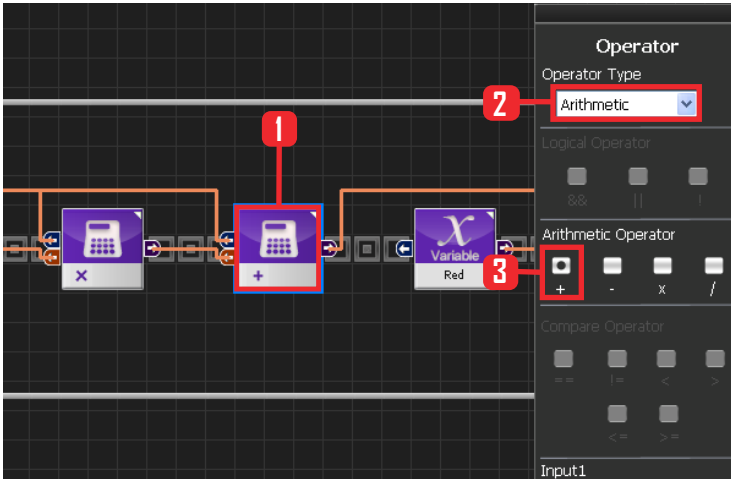 Operator
Operator Type
2
Arithmetic
1
Logical Operator
&& || !
Arithmetic Operator
3
+ - x /
X
Variable
×
+
Red
Compare Operator
== != < >
<= >=
Input1